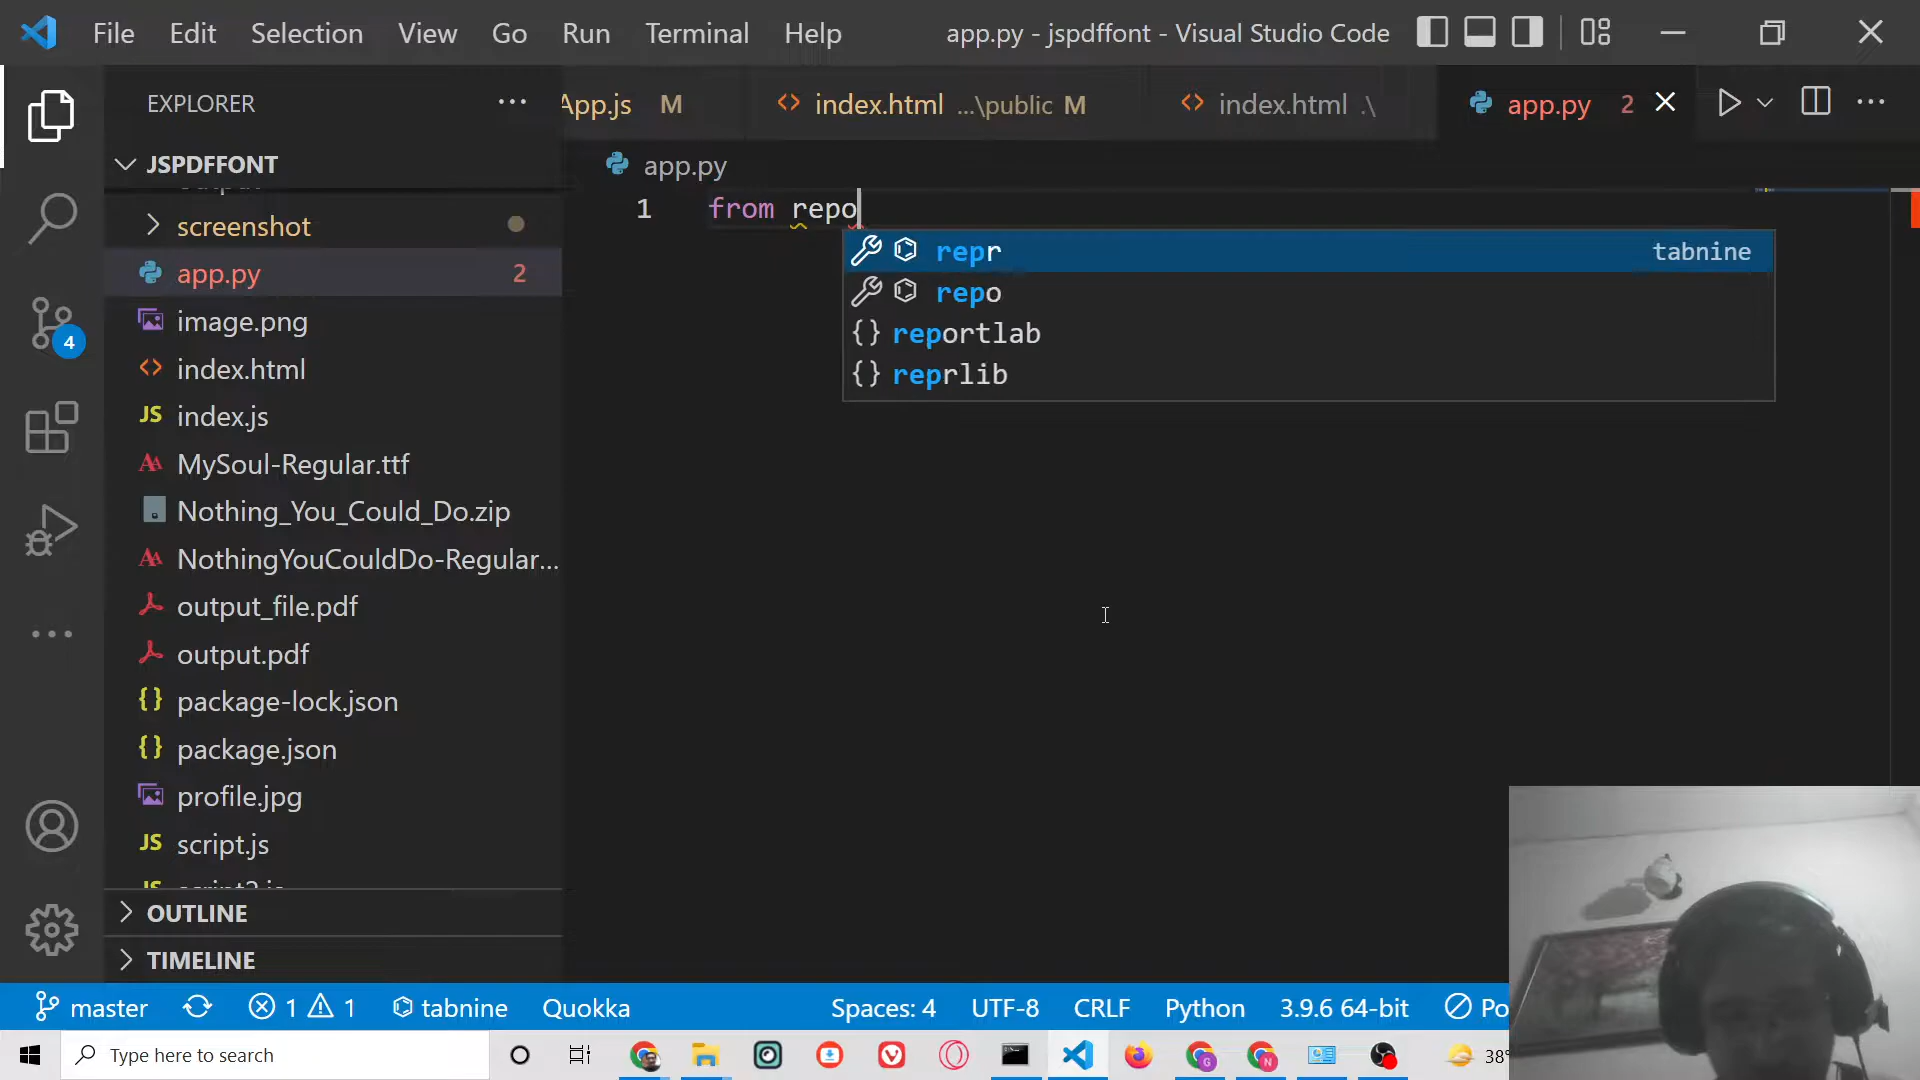 File Edit Selection View Go Run Terminal Help app.py - jspdffont - Visual Studio Code
EXPLORER
App.js M index.html ...\public M index.html .\ app.py 2
JSPDFFONT
app.py
screenshot
1 from repo
app.py 2
repr tabnine
repo
reportlab
reprlib
image.png
index.html
index.js
MySoul-Regular.ttf
Nothing_You_Could_Do.zip
NothingYouCouldDo-Regular...
output_file.pdf
output.pdf
package-lock.json
package.json
profile.jpg
script.js
OUTLINE
TIMELINE
4
master 1 1 tabnine Quokka Spaces: 4 UTF-8 CRLF Python 3.9.6 64-bit Po
Type here to search
G N 38°